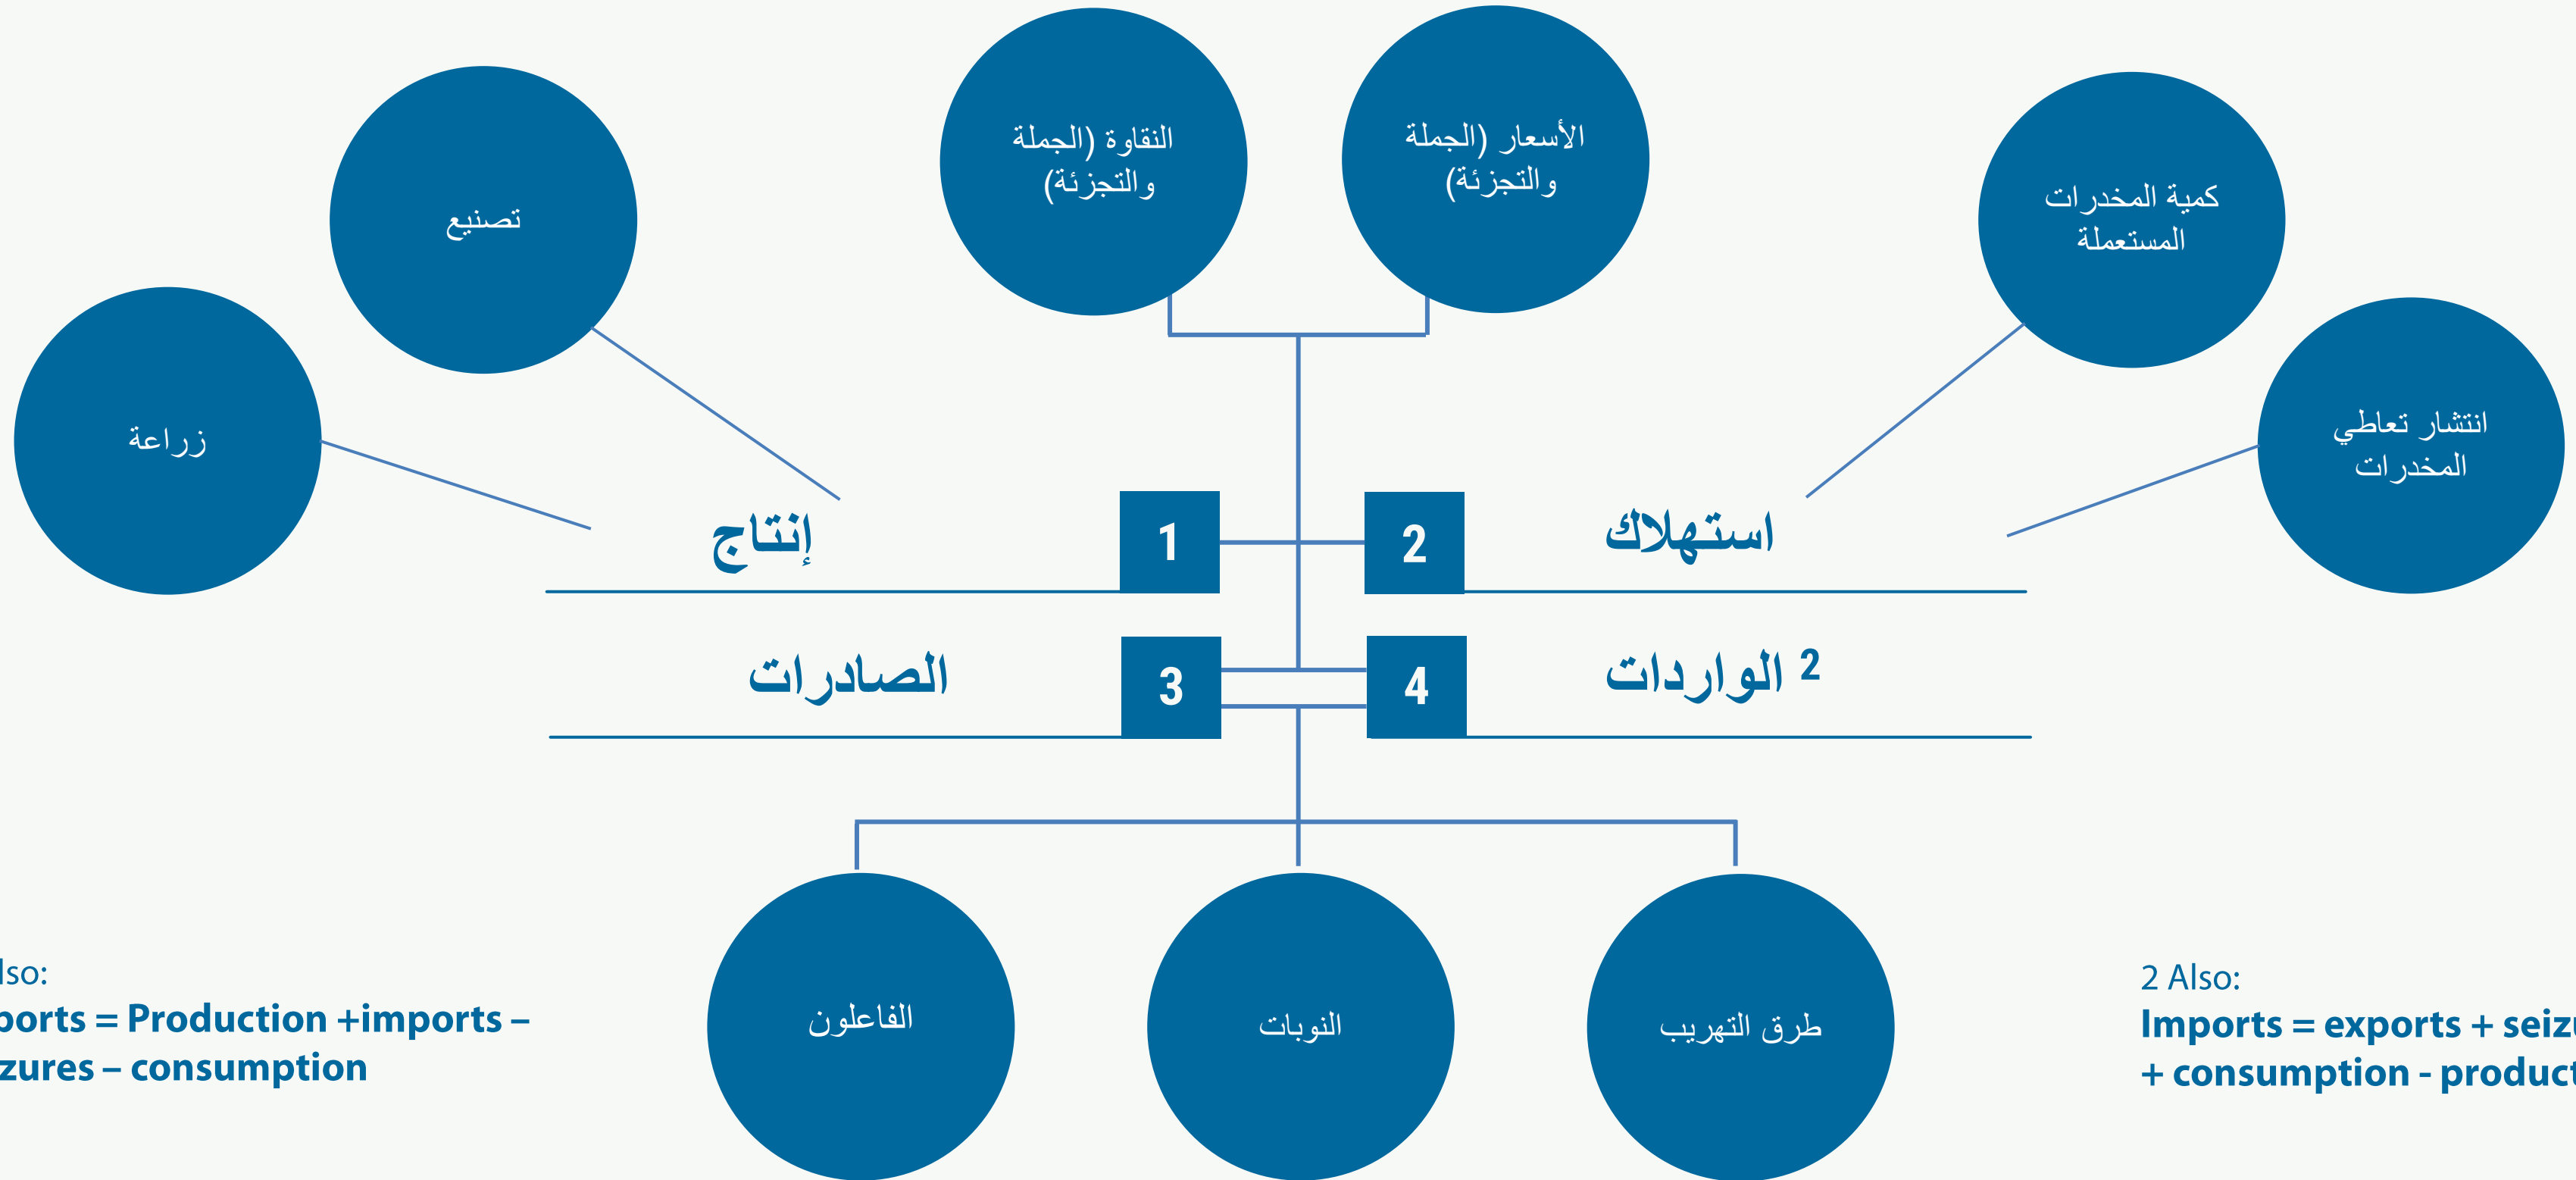 النقاوة (الجملة
والتجزئة)
الأسعار (الجملة
والتجزئة)
تصنيع
زراعة
كمية المخدرات
المستعملة
انتشار تعاطي
المخدرات
إنتاج
1
2
استهلاك
الصادرات
3
4
الواردات 2
الفاعلون
النوبات
طرق التهريب
lso:
ports = Production +imports –
zures – consumption
2 Also:
Imports = exports + seizu
+ consumption - product